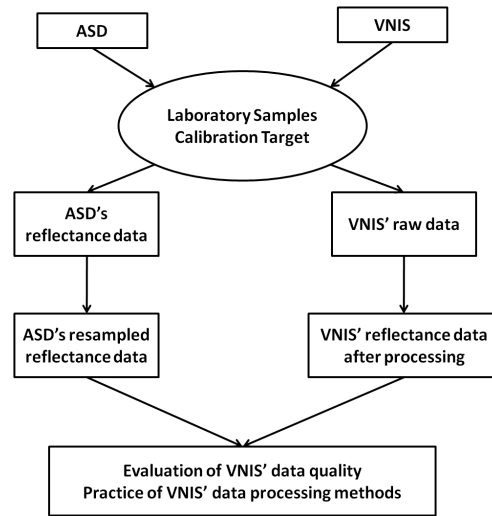 ASD
VNIS
Laboratory Samples
Calibration Target
ASD's
reflectance data
VNIS' raw data
ASD's resampled
reflectance data
VNIS' reflectance data
after processing
Evaluation of VNIS' data quality
Practice of VNIS' data processing methods